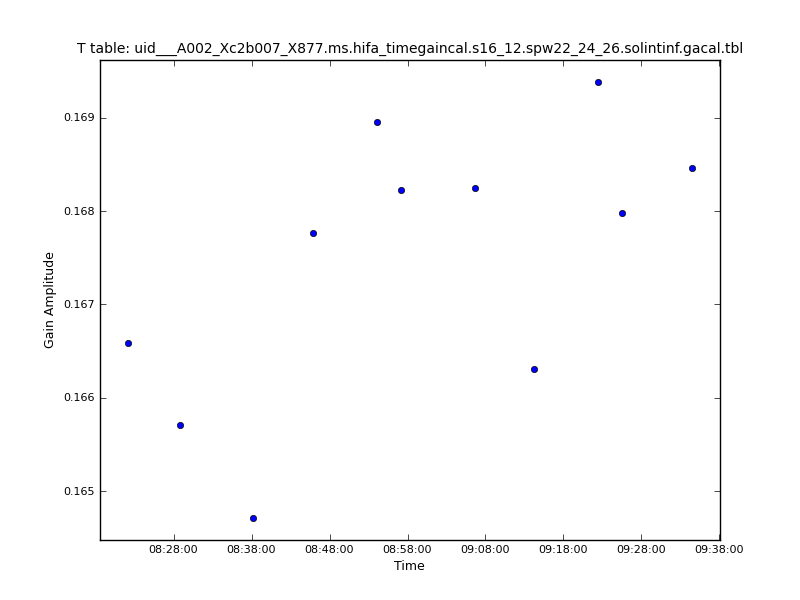 T table: uid___A002_Xc2b007_X877.ms.hifa_timegaincal.s16_12.spw22_24_26.solintinf.gacal.tbl
0.169
0.168
0.167
0.166
0.165
Gain Amplitude
08:28:00 08:38:00 08:48:00 08:58:00 09:08:00 09:18:00 09:28:00 09:38:00
Time